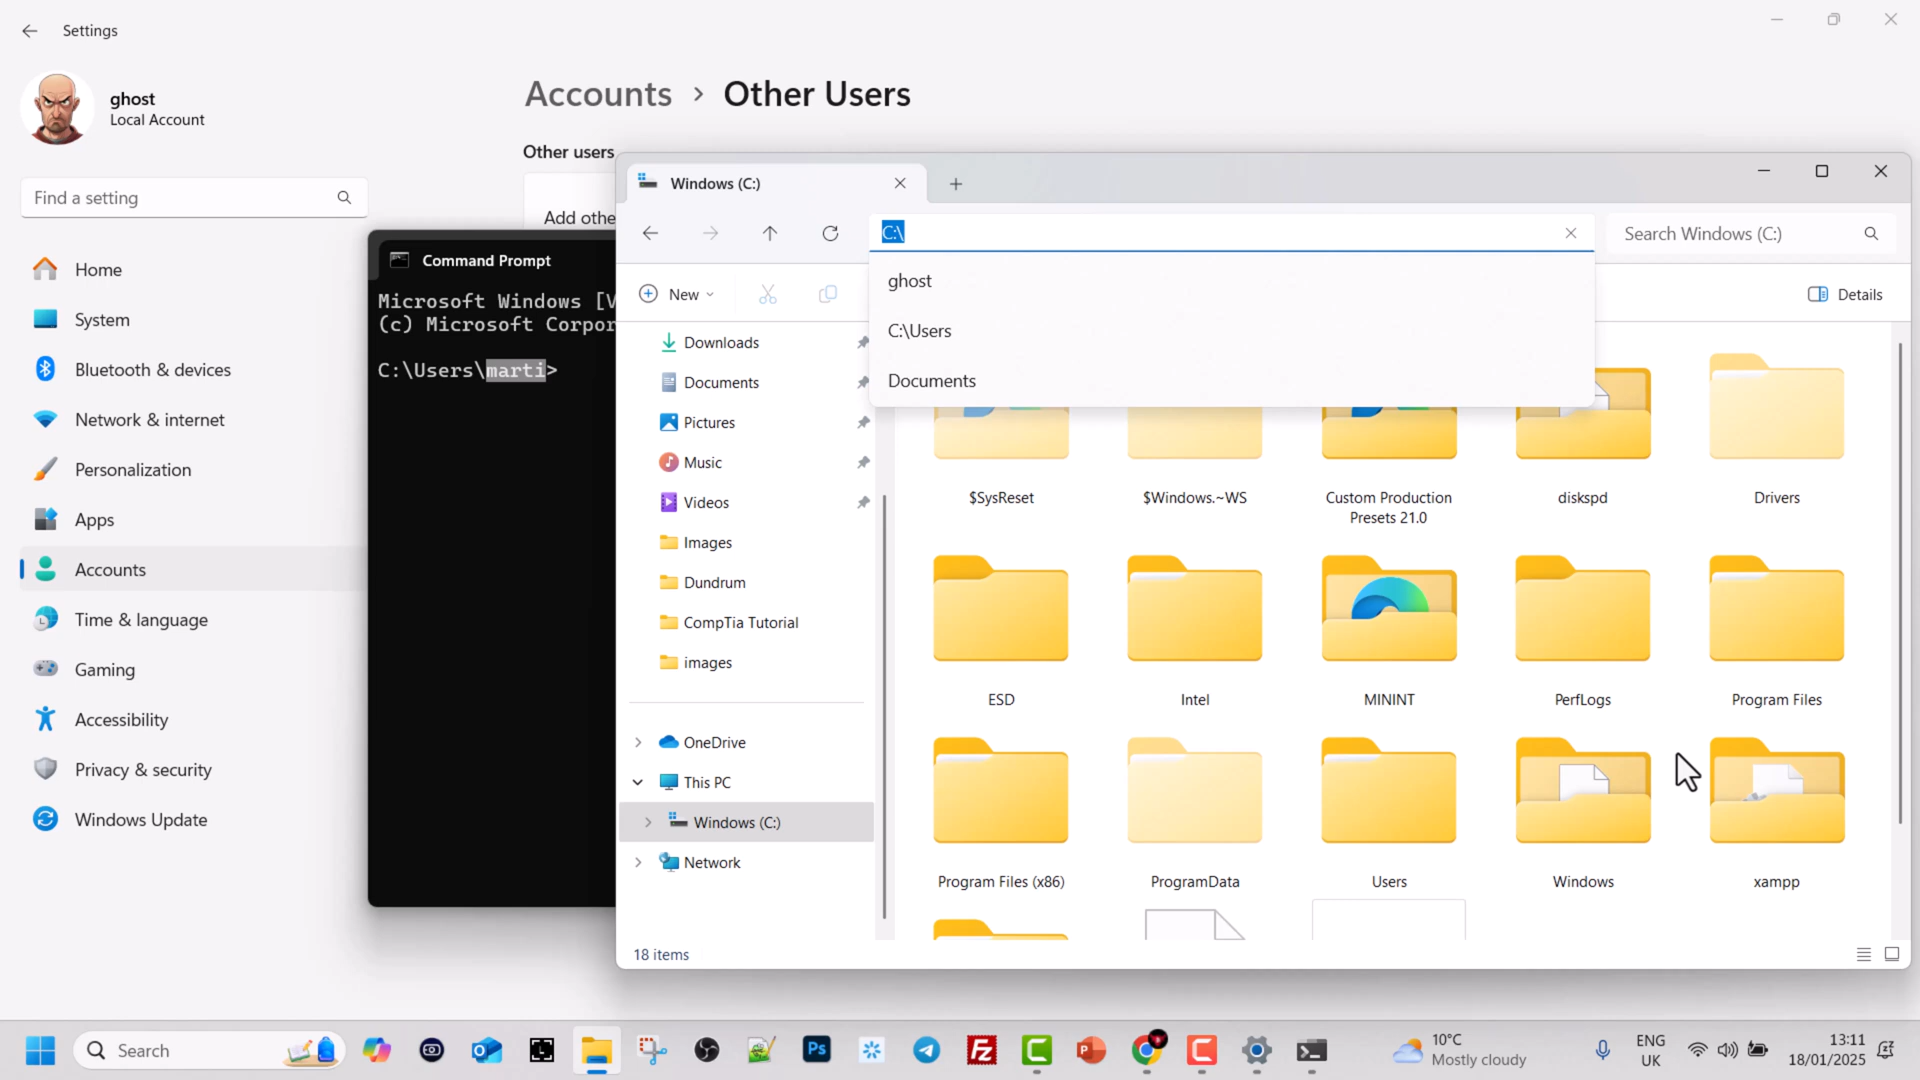 Settings
ghost
Local Account
Find a setting
Home
System
Bluetooth & devices
Network & internet
Personalization
Apps
Accounts
Time & language
Gaming
Accessibility
Privacy & security
Windows Update
Accounts > Other Users
Other users
Add othe
Command Prompt
Microsoft Windows [V
(c) Microsoft Corpor
C:\Users\marti>
Windows (C:)
C:\
Search Windows (C:)
New
Details
ghost
C:\Users
Documents
Downloads
Documents
Pictures
Music
Videos
Images
Dundrum
CompTia Tutorial
images
OneDrive
This PC
Windows (C:)
Network
$SysReset
$Windows.~WS
Custom Production
Presets 21.0
diskspd
Drivers
ESD
Intel
MININT
PerfLogs
Program Files
Program Files (x86)
ProgramData
Users
Windows
xampp
18 items
Search
Ps
Fz
10°C
Mostly cloudy
ENG
UK
13:11
18/01/2025